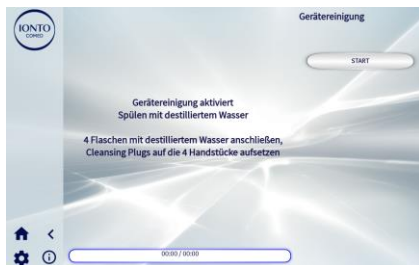 IONTO
COMED
Gerätereinigung
START
Gerätereinigung aktiviert
Spülen mit destilliertem Wasser
4 Flaschen mit destilliertem Wasser anschließen,
Cleansing Plugs auf die 4 Handstücke aufsetzen
00:00 / 00:00